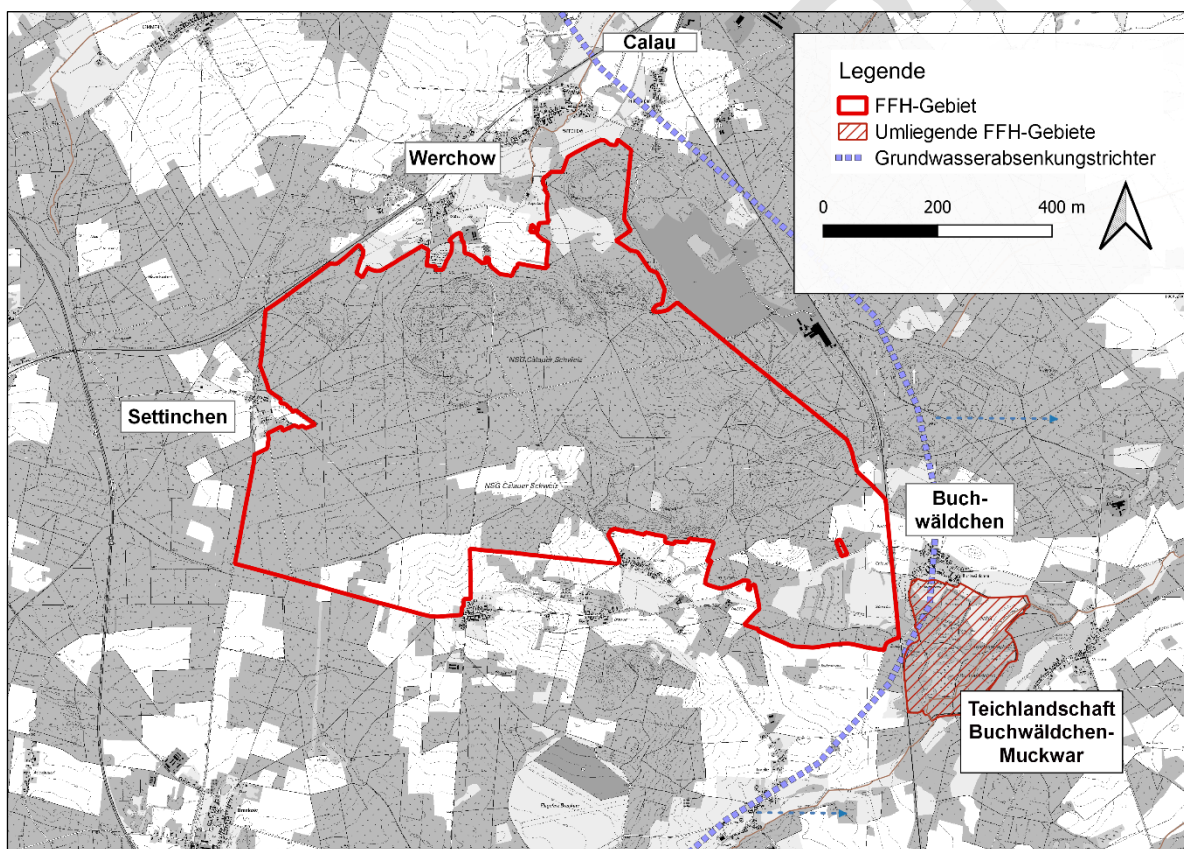 Calau
Legende
FFH-Gebiet
Umliegende FFH-Gebiete
Grundwasserabsenkungstrichter
0
200
400 m
Werchow
NSG Calauer Schweiz
Settinchen
NSG Calauer Schweiz
Buch-
wäldchen
Teichlandschaft
Buchwäldchen-
Muckwar